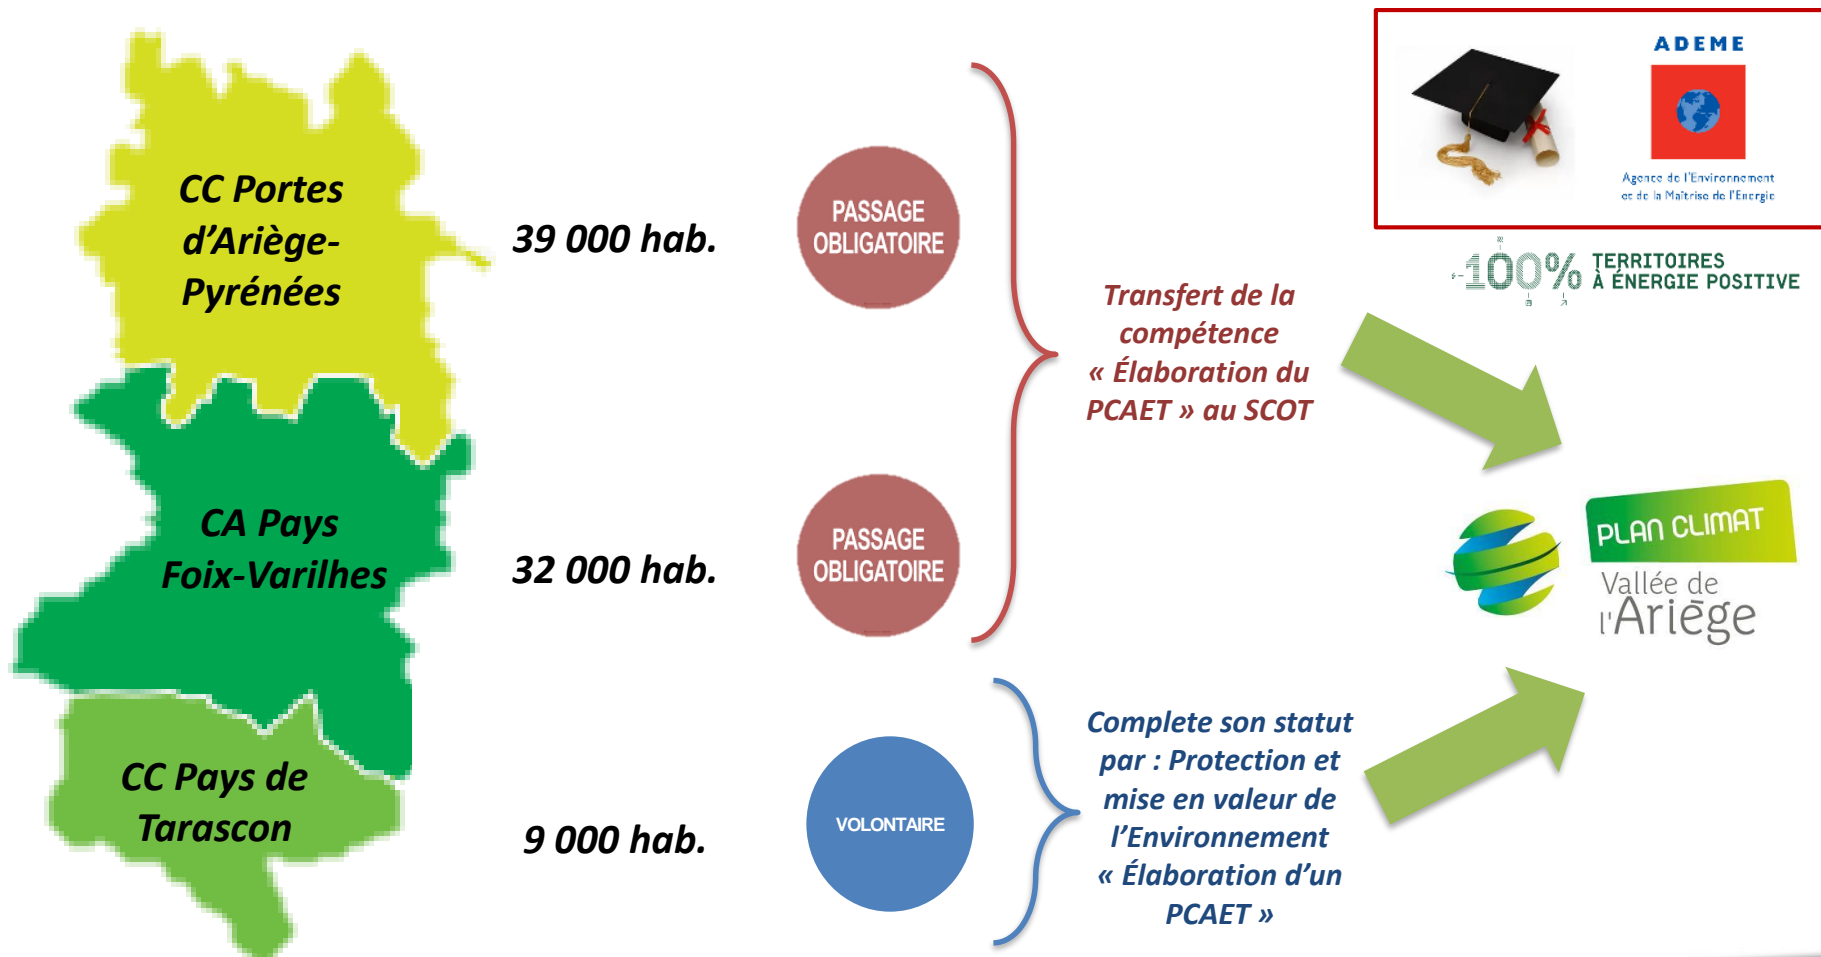 CC Portes
d’Ariège-
Pyrénées
39 000 hab.
PASSAGE
OBLIGATOIRE
CA Pays
Foix-Varilhes
32 000 hab.
PASSAGE
OBLIGATOIRE
CC Pays de
Tarascon
9 000 hab.
VOLONTAIRE
Transfert de la
compétence
« Élaboration du
PCAET » au SCOT
Complete son statut
par : Protection et
mise en valeur de
l’Environnement
« Élaboration d’un
PCAET »
ADEME
Agence de l'Environnement
et de la Maîtrise de l'Energie
100% TERRITOIRES
À ÉNERGIE POSITIVE
PLAN CLIMAT
Vallée de
l'Ariège